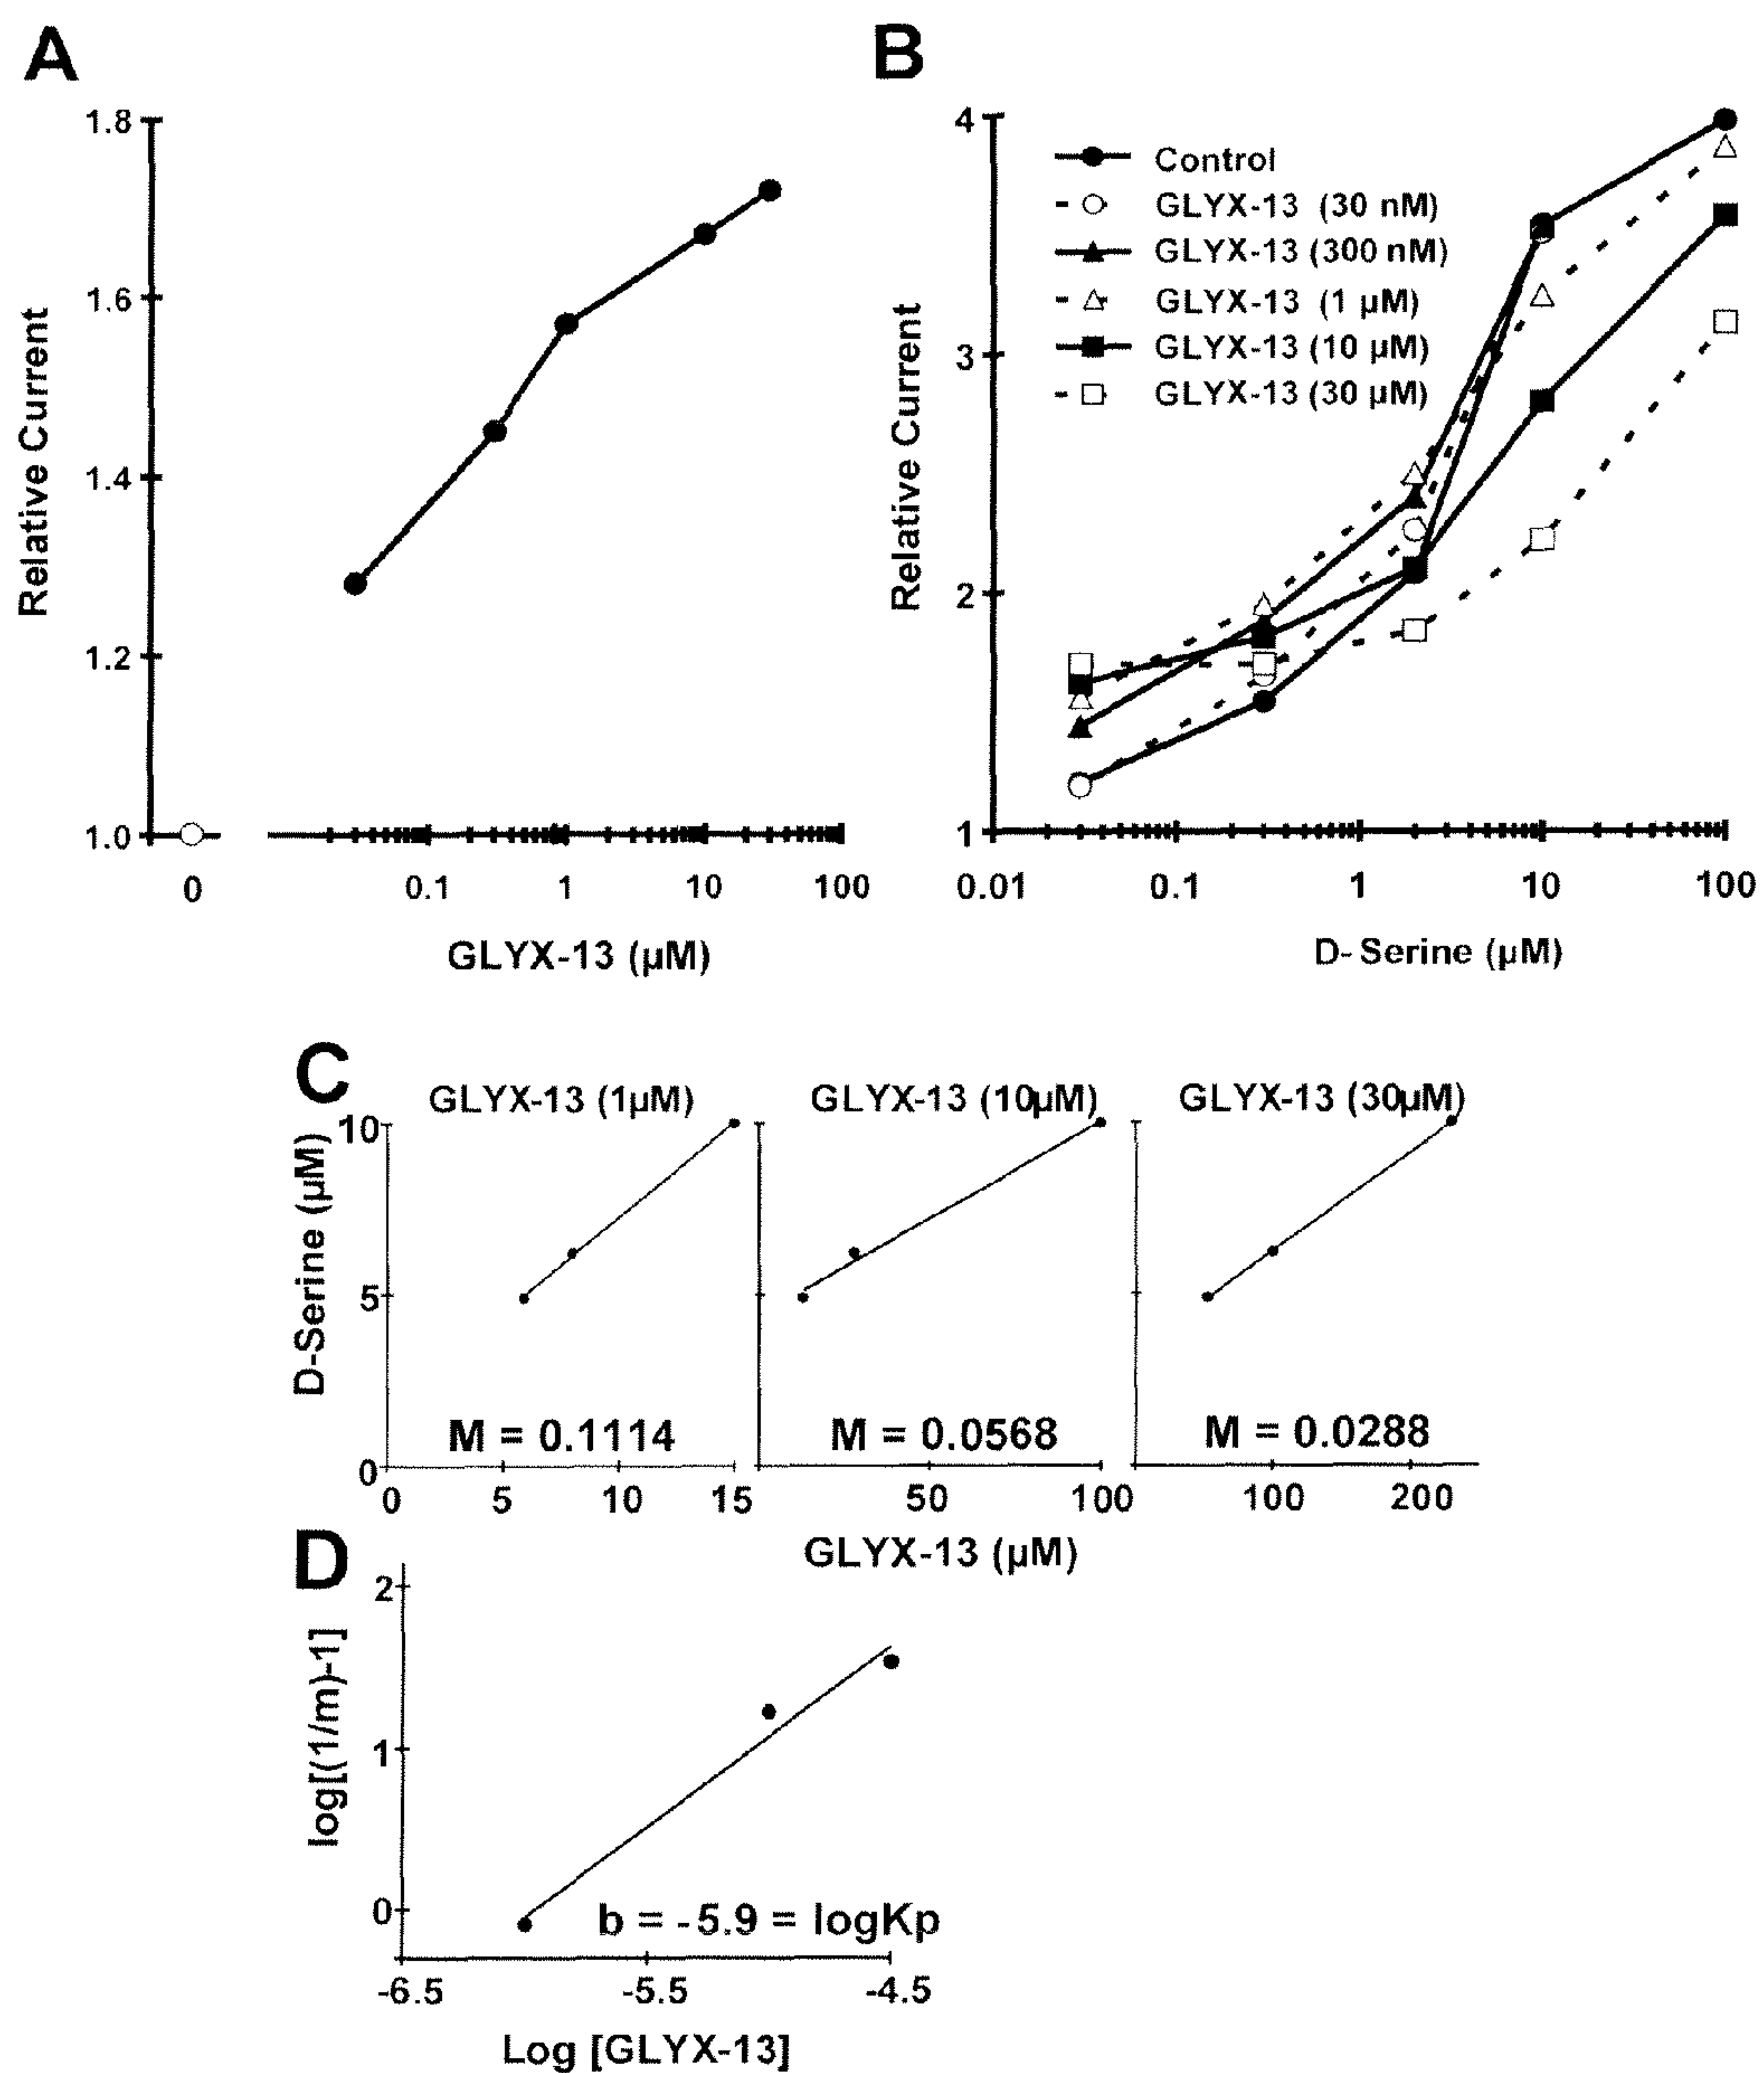 A
B
1.8
1.6
1.4
1.2
1.0
Relative Current
0
0.1
1
10
100
GLYX-13 (µM)
4
3
2
1
Relative Current
Control
GLYX-13 (30 nM)
GLYX-13 (300 nM)
GLYX-13 (1 µM)
GLYX-13 (10 µM)
GLYX-13 (30 µM)
0.01
0.1
1
10
100
D-Serine (µM)
C
GLYX-13 (1µM)
GLYX-13 (10µM)
GLYX-13 (30µM)
10
5
0
D-Serine (µM)
M = 0.1114
M = 0.0568
M = 0.0288
0
5
10
15
50
100
100
200
GLYX-13 (µM)
D
2
1
0
log[(1/m)-1]
b = -5.9 = logKp
-6.5
-5.5
-4.5
Log [GLYX-13]